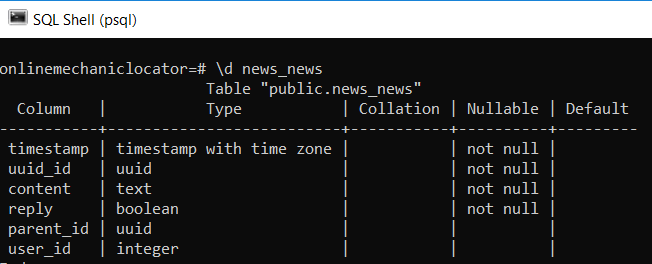 SQL Shell (psql)
onlinemechaniclocator=# \d news_news
Table "public.news_news"
Column | Type | Collation | Nullable | Default
-----------+--------------------------+-----------+----------+---------
timestamp | timestamp with time zone | | not null |
uuid_id | uuid | | not null |
content | text | | not null |
reply | boolean | | not null |
parent_id | uuid | | |
user_id | integer | | |